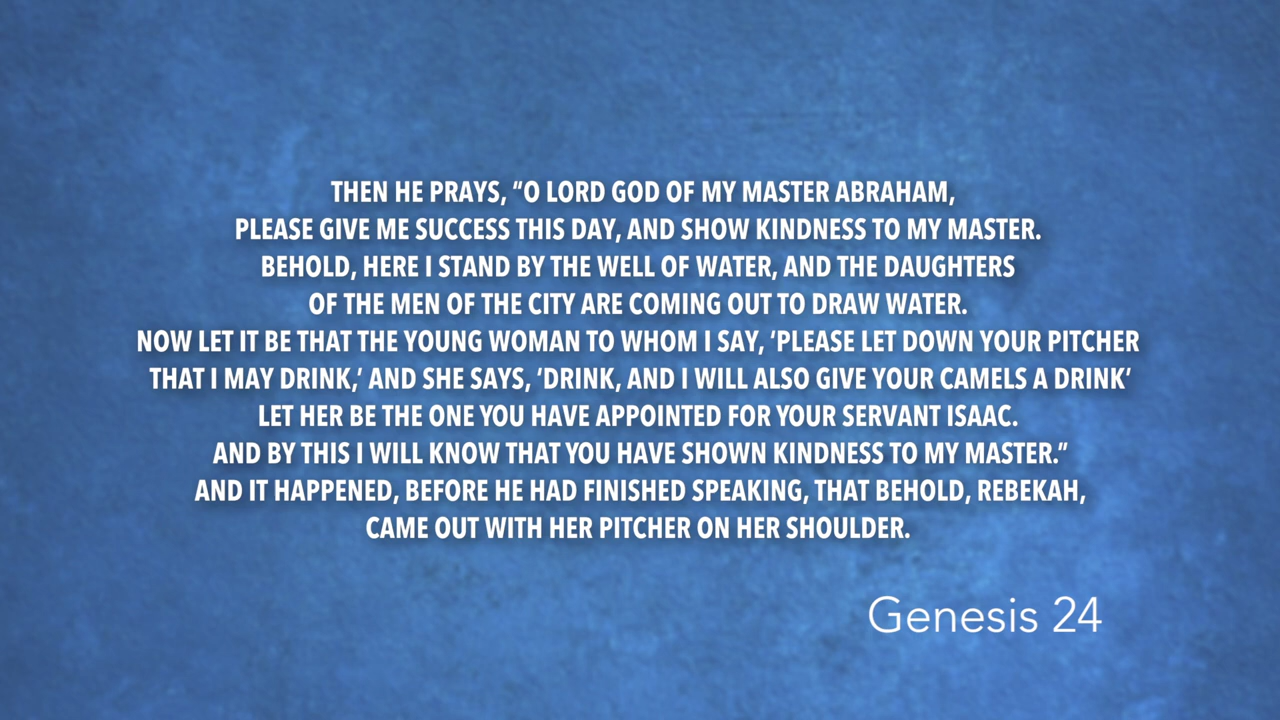 THEN HE PRAYS, “O LORD GOD OF MY MASTER ABRAHAM,
PLEASE GIVE ME SUCCESS THIS DAY, AND SHOW KINDNESS TO MY MASTER.
BEHOLD, HERE I STAND BY THE WELL OF WATER, AND THE DAUGHTERS
OF THE MEN OF THE CITY ARE COMING OUT TO DRAW WATER.
NOW LET IT BE THAT THE YOUNG WOMAN TO WHOM I SAY, ‘PLEASE LET DOWN YOUR PITCHER
THAT I MAY DRINK,’ AND SHE SAYS, ‘DRINK, AND I WILL ALSO GIVE YOUR CAMELS A DRINK’
LET HER BE THE ONE YOU HAVE APPOINTED FOR YOUR SERVANT ISAAC.
AND BY THIS I WILL KNOW THAT YOU HAVE SHOWN KINDNESS TO MY MASTER.”
AND IT HAPPENED, BEFORE HE HAD FINISHED SPEAKING, THAT BEHOLD, REBEKAH,
CAME OUT WITH HER PITCHER ON HER SHOULDER.
Genesis 24